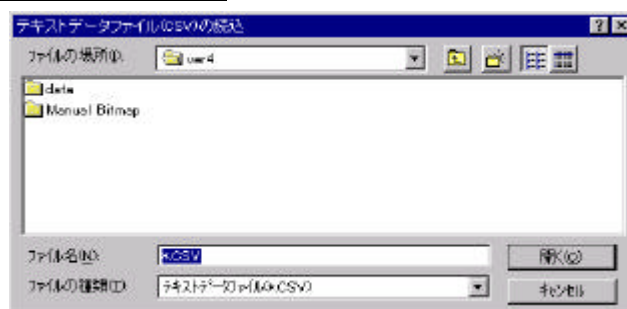 テキストデータファイル(CSV)の読込
ファイルの場所(I): ver4
data
Manual Bitmap
ファイル名(N): *.CSV 開く(O)
ファイルの種類(T): テキストデータファイル(*.CSV) キャンセル